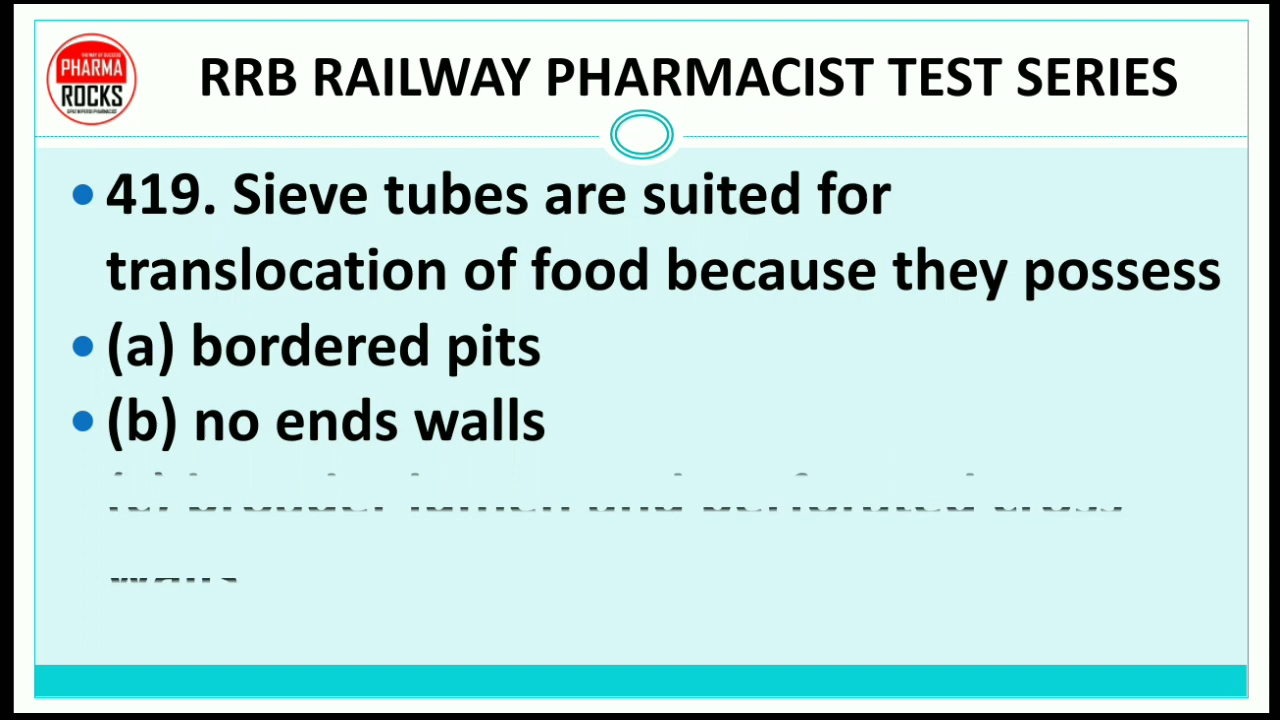 PHARMA
ROCKS
RRB RAILWAY PHARMACIST TEST SERIES
419. Sieve tubes are suited for
translocation of food because they possess
(a) bordered pits
(b) no ends walls